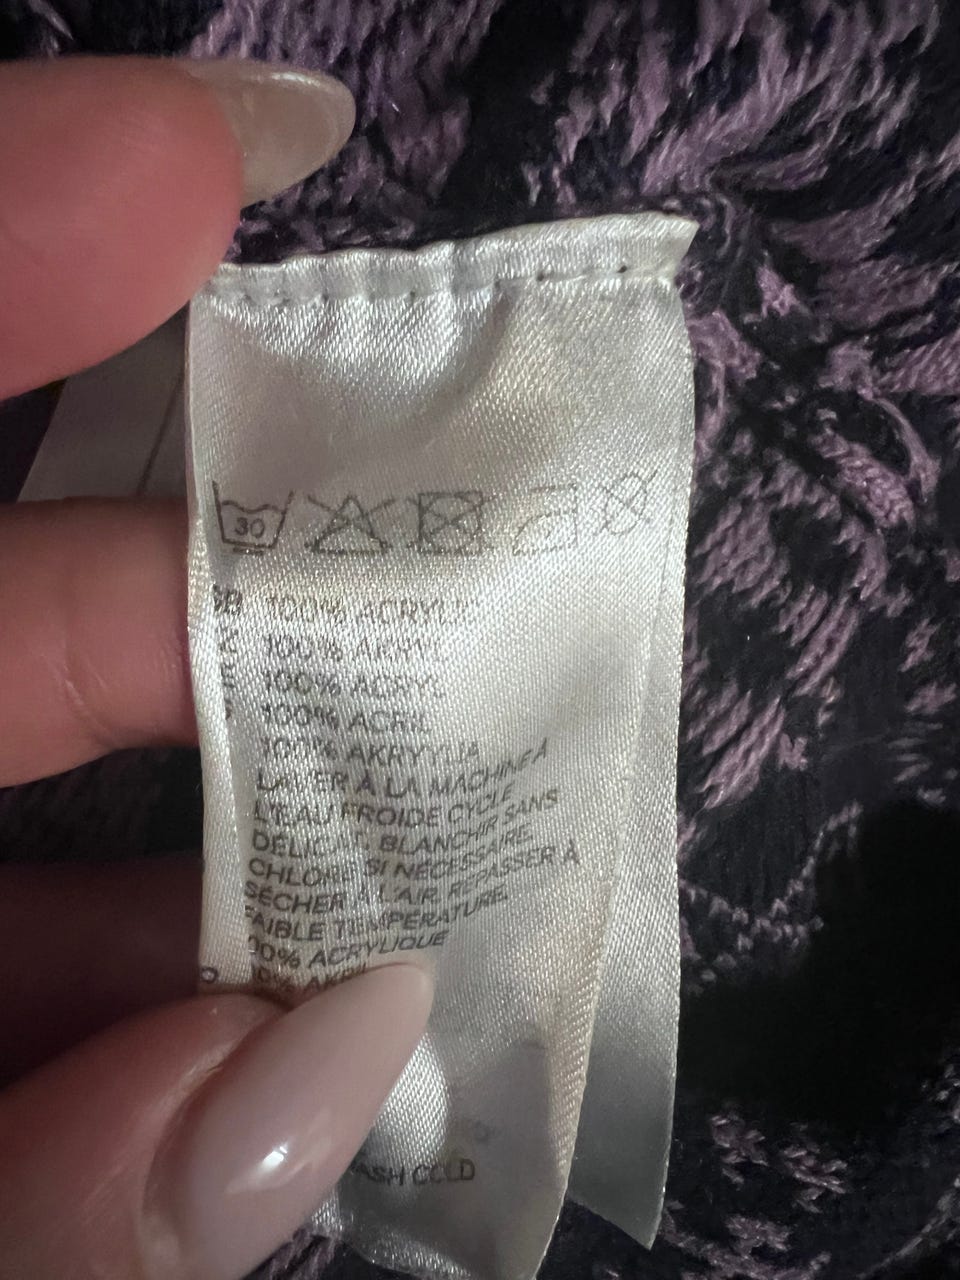 30
100% ACRYLIC
100% AKRYL
100% ACRYL
100% ACRIL
100% AKRYYLIA
LAVER À LA MACHINE A
L'EAU FROIDE CYCLE
DÉLICAT. BLANCHIR SANS
CHLORE SI NÉCESSAIRE.
SÉCHER À L'AIR. REPASSER À
FAIBLE TEMPÉRATURE.
00% ACRYLIQUE
ASH COLD